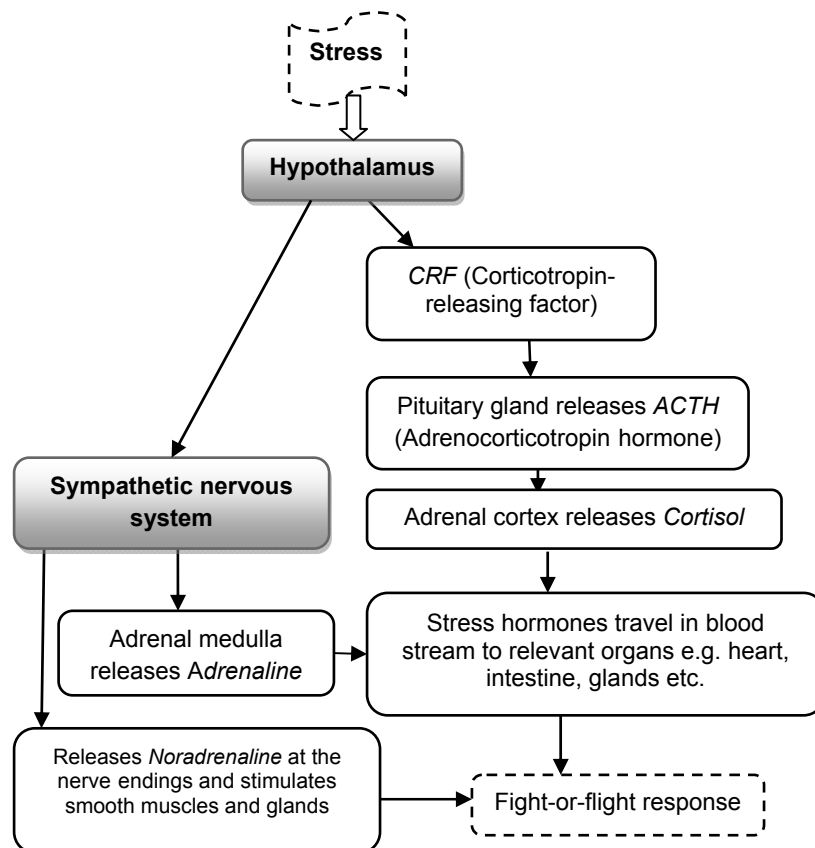 Stress
Hypothalamus
CRF (Corticotropin-
releasing factor)
Pituitary gland releases ACTH
(Adrenocorticotropin hormone)
Sympathetic nervous
system
Adrenal cortex releases Cortisol
Adrenal medulla
releases Adrenaline
Stress hormones travel in blood
stream to relevant organs e.g. heart,
intestine, glands etc.
Releases Noradrenaline at the
nerve endings and stimulates
smooth muscles and glands
Fight-or-flight response